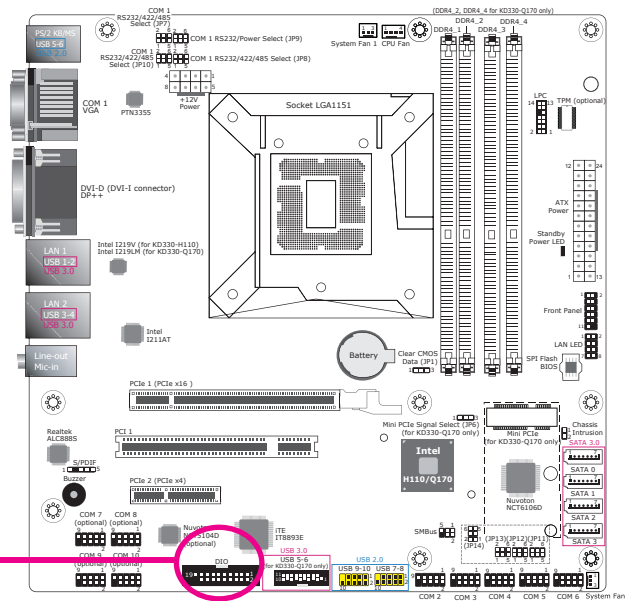 COM 1
RS232/422/485
Select (JP7)
(DDR4_2, DDR4_4 for KD330-Q170 only)
DDR4_2 DDR4_4
DDR4_1 DDR4_3
PS/2 KB/MS
USB 5-6
COM 1 RS232/Power Select (JP9)
System Fan 1 CPU Fan
COM 1
RS232/422/485
Select (JP10)
COM 1 RS232/422/485 Select (JP8)
+12V
Power
PTN3355
COM 1
VGA
Socket LGA1151
LPC
TPM (optional)
14 13
2 1
DVI-D (DVI-I connector)
DP++
12 24
ATX
Power
Standby
Power LED
1 13
LAN 1
USB 1-2
USB 3.0
Intel I219V (for KD330-H110)
Intel I219LM (for KD330-Q170)
LAN 2
USB 3-4
USB 3.0
Intel
I211AT
Front Panel
LAN LED
Line-out
Mic-in
Battery
Clear CMOS
Data (JP1)
SPI Flash
BIOS
PCIe 1 (PCIe x16 )
Mini PCIe Signal Select (JP6)
(for KD330-Q170 only)
Mini PCIe
(for KD330-Q170 only)
Chassis
Intrusion
Realtek
ALC888S
PCI 1
Intel
H110/Q170
SATA 3.0
SATA 0
SATA 1
SATA 2
SATA 3
S/PDIF
Buzzer
PCIe 2 (PCIe x4)
Nuvoton
NCT6106D
COM 7
(optional)
COM 8
(optional)
iTE
IT8893E
SMBus
(JP14)
(JP13)(JP12)(JP11)
COM 9
COM 10
DIO
19 1
USB 3.0
USB 5-6
(for KD330-Q170 only)
USB 2.0
USB 9-10 USB 7-8
COM 2 COM 3 COM 4 COM 5 COM 6 System Fan